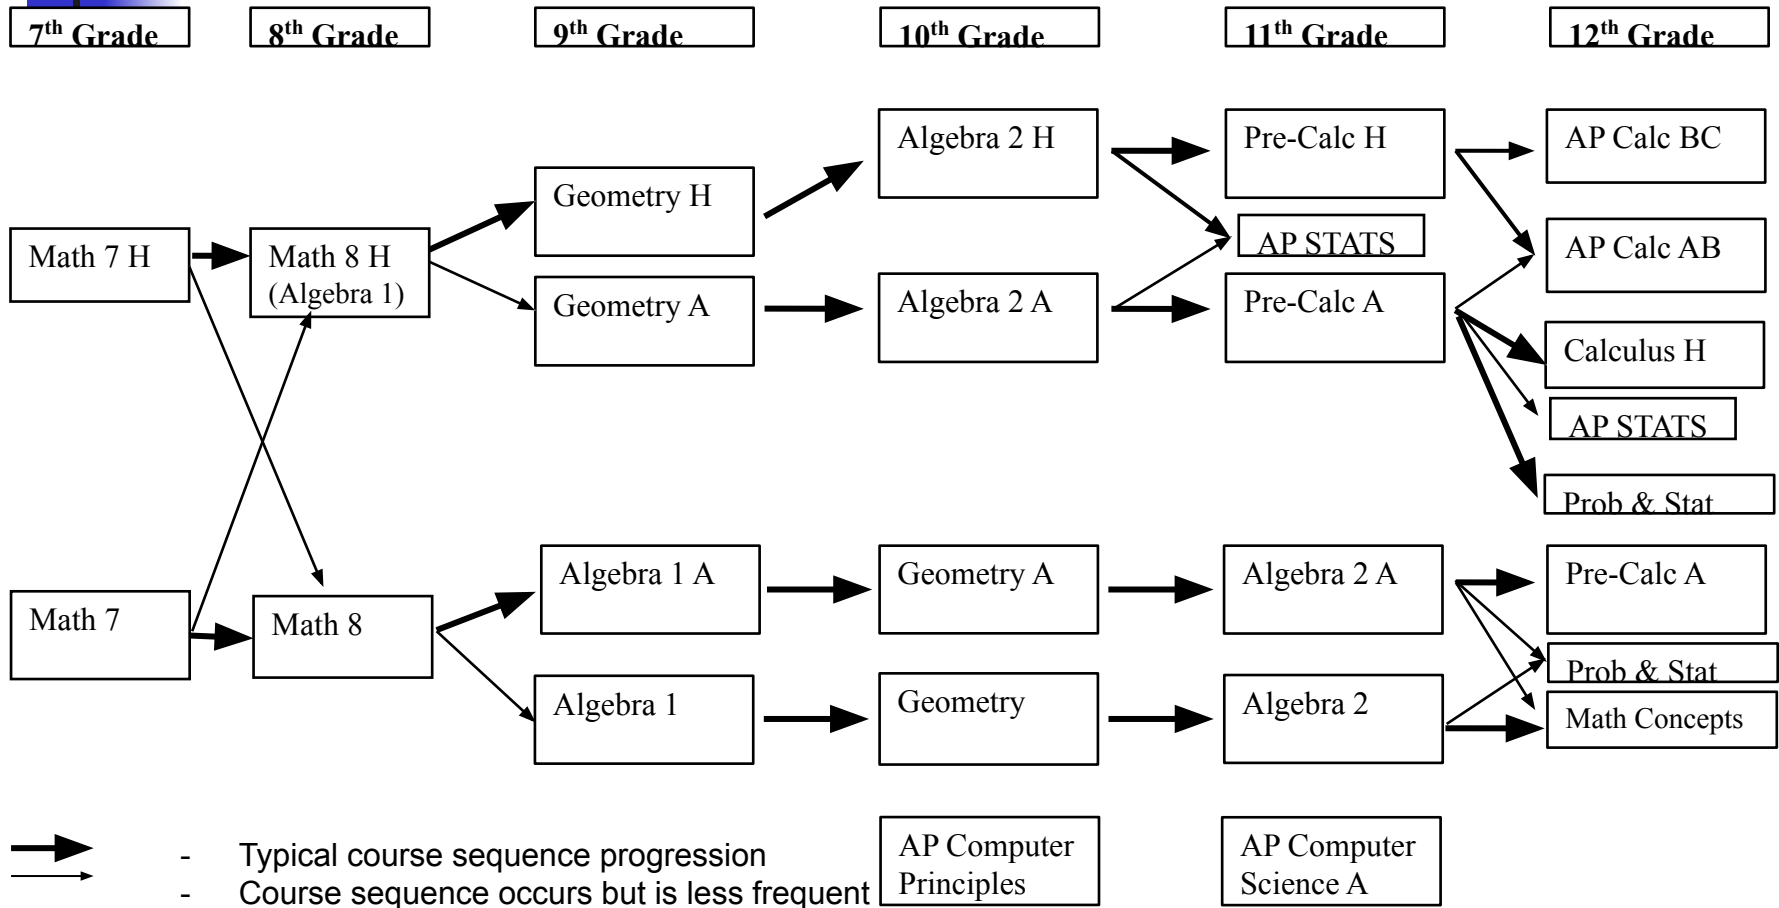 7th Grade
8th Grade
9th Grade
10th Grade
11th Grade
12th Grade
Algebra 2 H
Pre-Calc H
AP Calc BC
Geometry H
AP STATS
Math 7 H
Math 8 H
(Algebra 1)
AP Calc AB
Geometry A
Algebra 2 A
Pre-Calc A
Calculus H
AP STATS
Prob & Stat
Algebra 1 A
Geometry A
Algebra 2 A
Pre-Calc A
Math 7
Math 8
Prob & Stat
Algebra 1
Geometry
Algebra 2
Math Concepts
- Typical course sequence progression
- Course sequence occurs but is less frequent
AP Computer
Principles
AP Computer
Science A